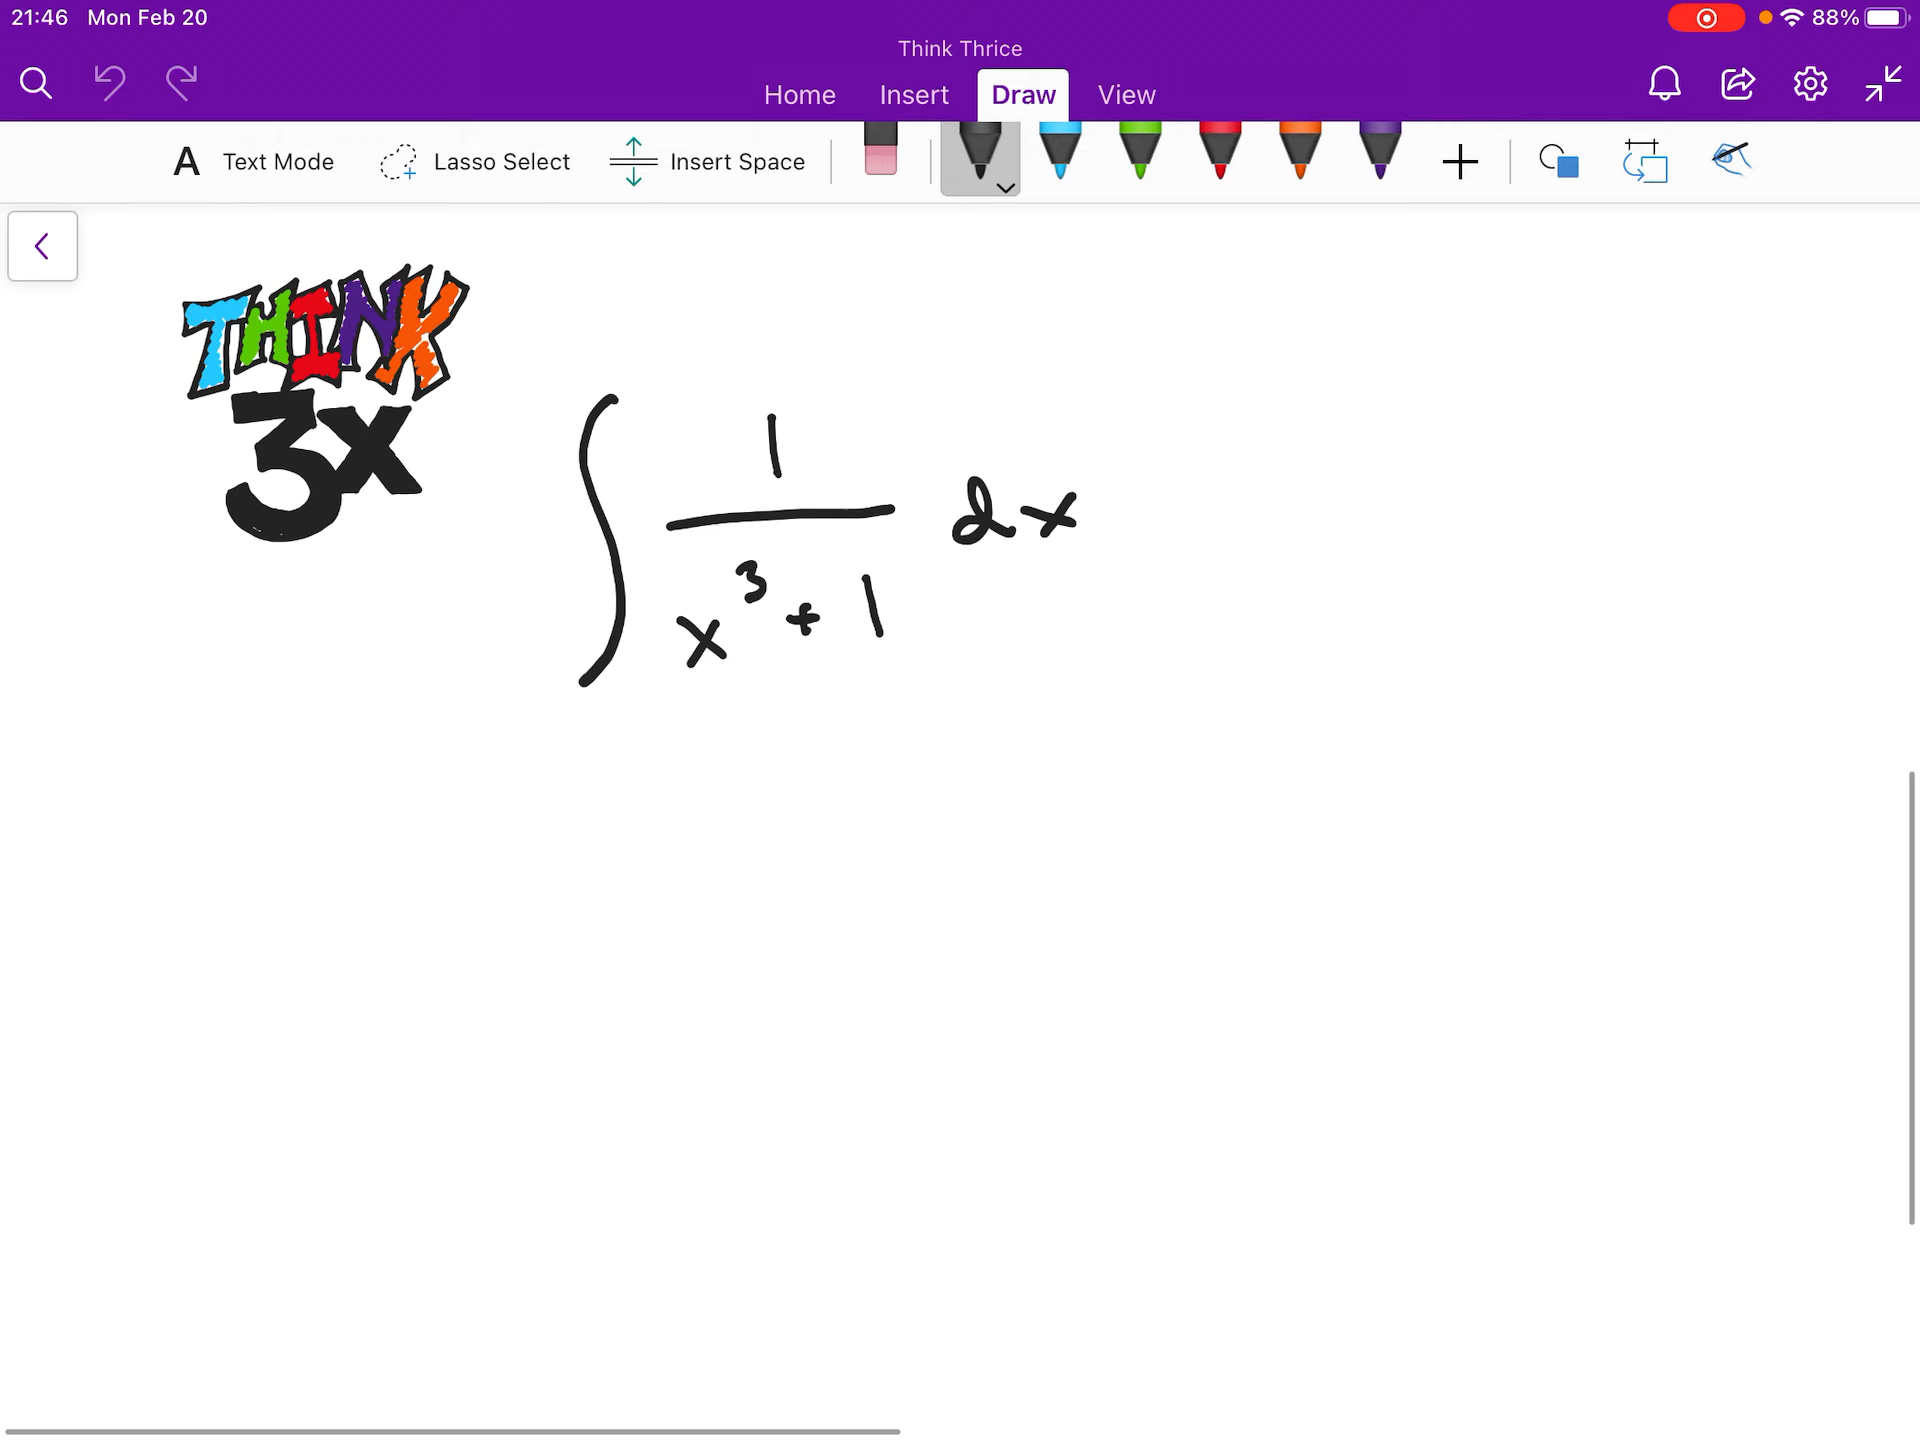 21:46 Mon Feb 20 88%
Think Thrice
Home Insert Draw View
A Text Mode Lasso Select Insert Space
THINK
3x
∫ 1/(x³ + 1) dx